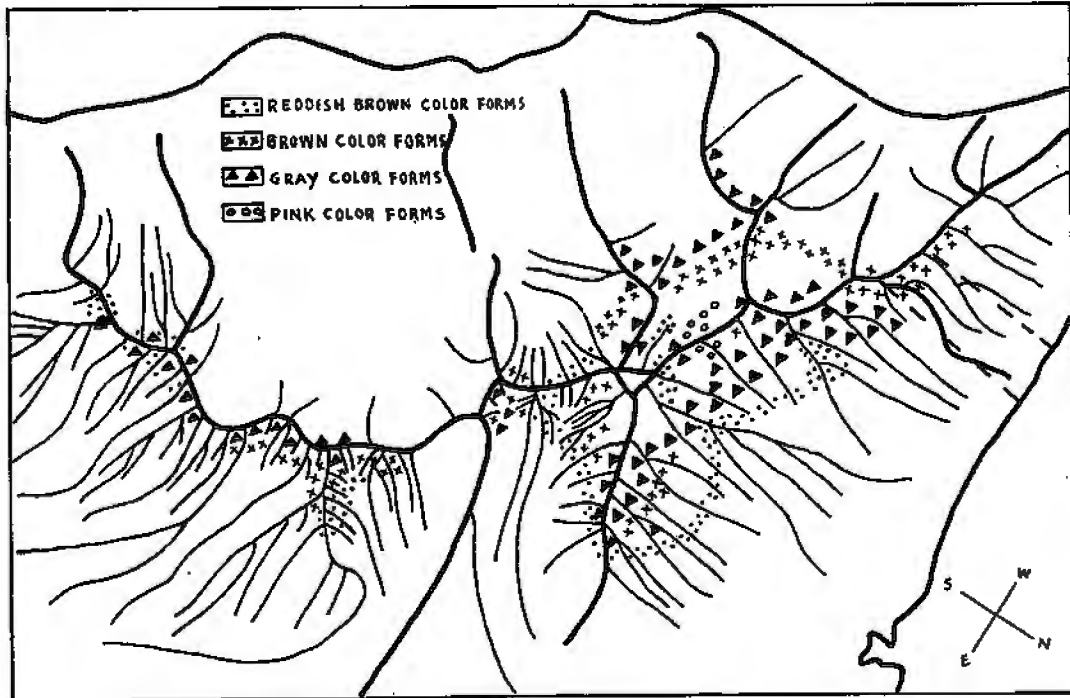 REDDISH BROWN COLOR FORMS
BROWN COLOR FORMS
GRAY COLOR FORMS
PINK COLOR FORMS
W
S
N
E